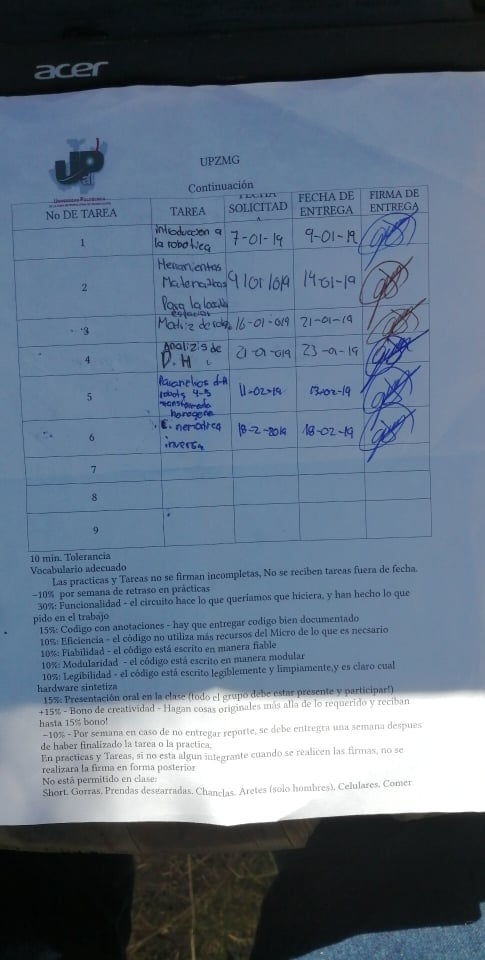 acer
UP
UPZMG
Continuación
No DE TAREA TAREA FECHA SOLICITADA FECHA DE ENTREGA FIRMA DE ENTREGA
1 introduccion a la robotica 7-01-19 9-01-19
2 Herramientas Matematicas Para la 9/01/019 14-01-19
3 Matriz de 16-01-019 21-01-19
4 Analizis de D.H 21-01-019 23-01-19
5 robots 4-5 homogenea 11-02-19 13-02-19
6 inversa 18-2-2019 18-02-19
7
8
9
10 min. Tolerancia
Vocabulario adecuado
Las practicas y Tareas no se firman incompletas, No se reciben tareas fuera de fecha.
-10% por semana de retraso en prácticas
30%: Funcionalidad - el circuito hace lo que queriamos que hiciera, y han hecho lo
pido en el trabajo
15%: Codigo con anotaciones - hay que entregar codigo bien documentado
10%: Eficiencia - el código no utiliza más recursos del Micro de lo que es necsario
10%: Fiabilidad - el código está escrito en manera fiable
10%: Modularidad - el código está escrito en manera modular
10%: Legibilidad - el código está escrito legiblemente y limpiamente,y es claro cual
hardware sintetiza
15%: Presentación oral en la clase (todo el grupo debe estar presente y participar!)
+15% - Bono de creatividad - Hagan cosas originales más alla de lo requerido y reciban
hasta 15% bono!
-10% - Por semana en caso de no entregar reporte, se debe entregra una semana despues
de haber finalizado la tarea o la practica,
En practicas y Tareas, si no esta algun integrante cuando se realicen las firmas, no se
realizara la firma en forma posterior
No está permitido en clase:
Short, Gorras, Prendas desgarradas, Chanclas, Aretes (solo hombres), Celulares, Comer